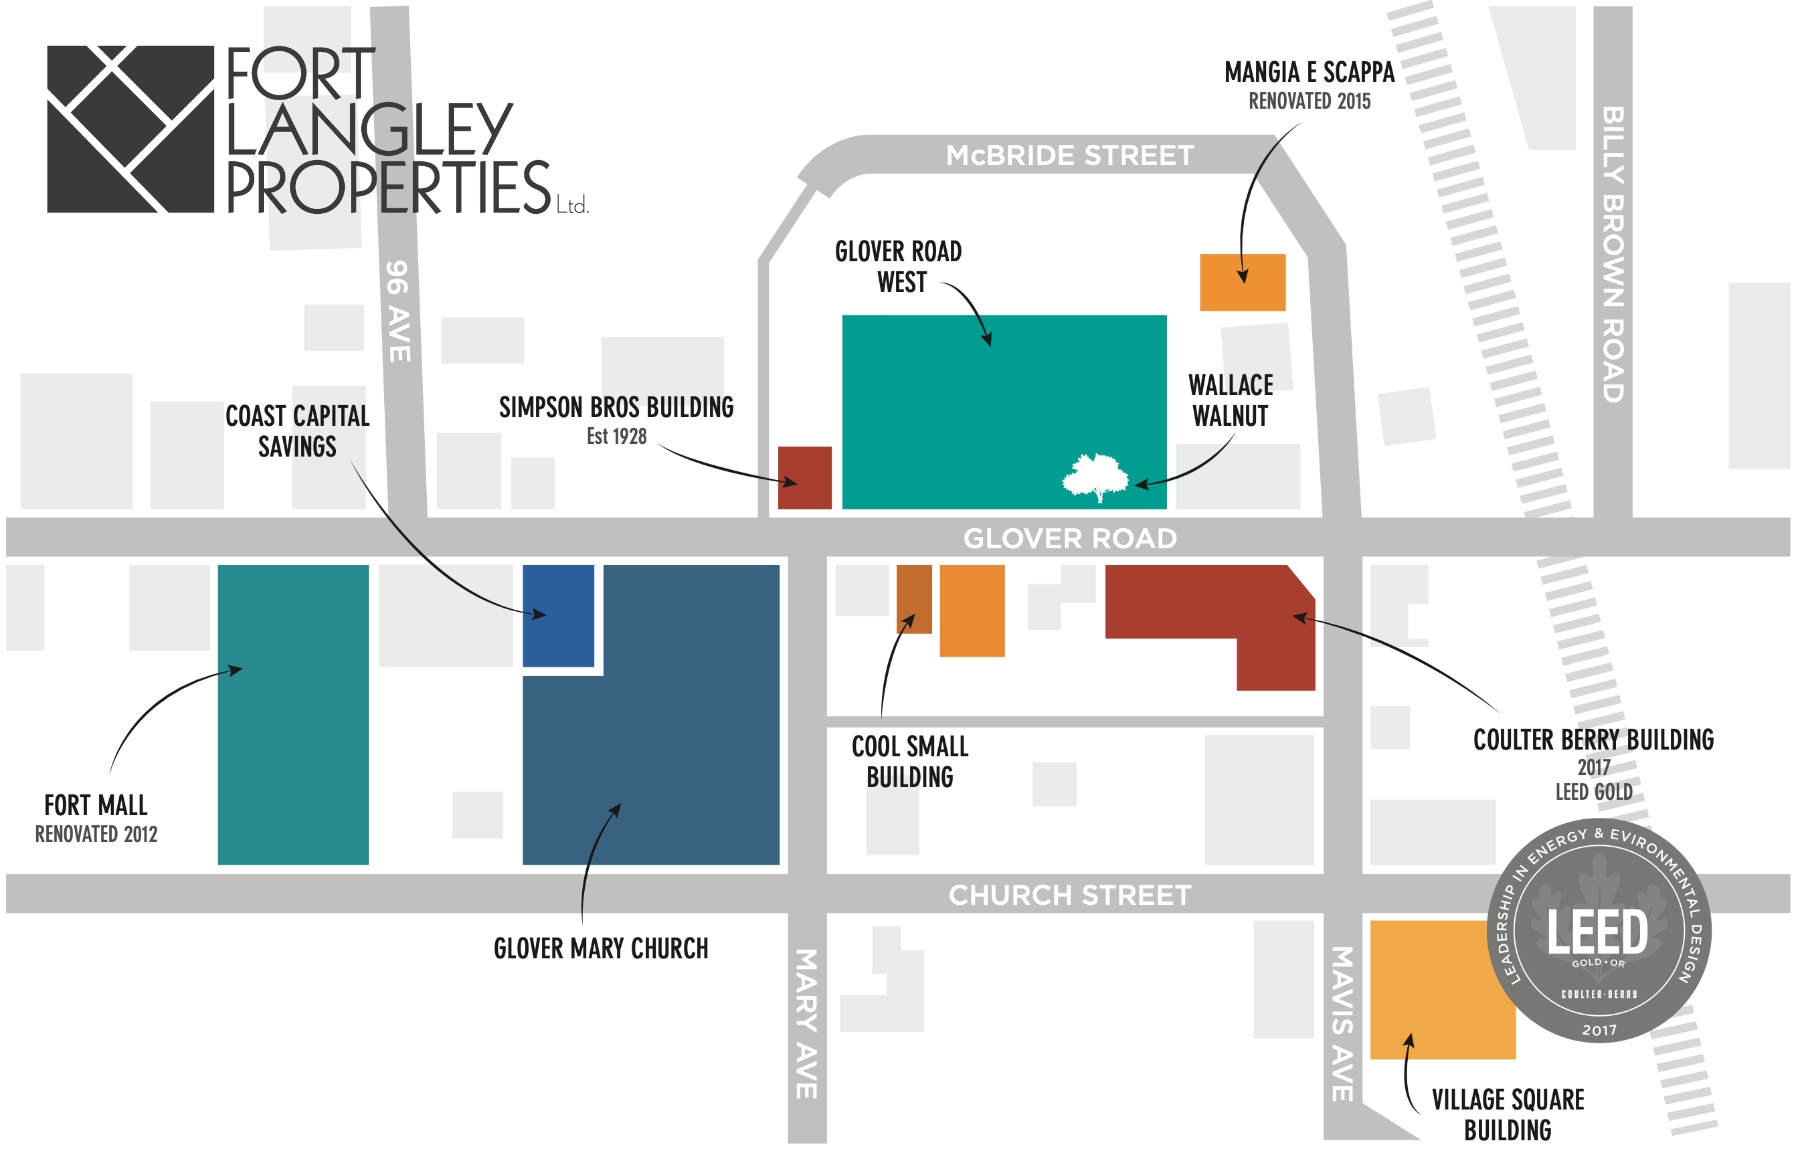 FORT
LANGLEY
PROPERTIES Ltd.
MANGIA E SCAPPA
RENOVATED 2015
McBRIDE STREET
BILLY BROWN ROAD
96 AVE
GLOVER ROAD
WEST
WALLACE
WALNUT
COAST CAPITAL
SAVINGS
SIMPSON BROS BUILDING
Est 1928
GLOVER ROAD
COOL SMALL
BUILDING
COULTER BERRY BUILDING
2017
LEED GOLD
FORT MALL
RENOVATED 2012
CHURCH STREET
GLOVER MARY CHURCH
MARY AVE
MAVIS AVE
LEADERSHIP IN ENERGY & EVIRONMENTAL DESIGN
LEED
GOLD • OR
COULTER·BERRY
2017
VILLAGE SQUARE
BUILDING